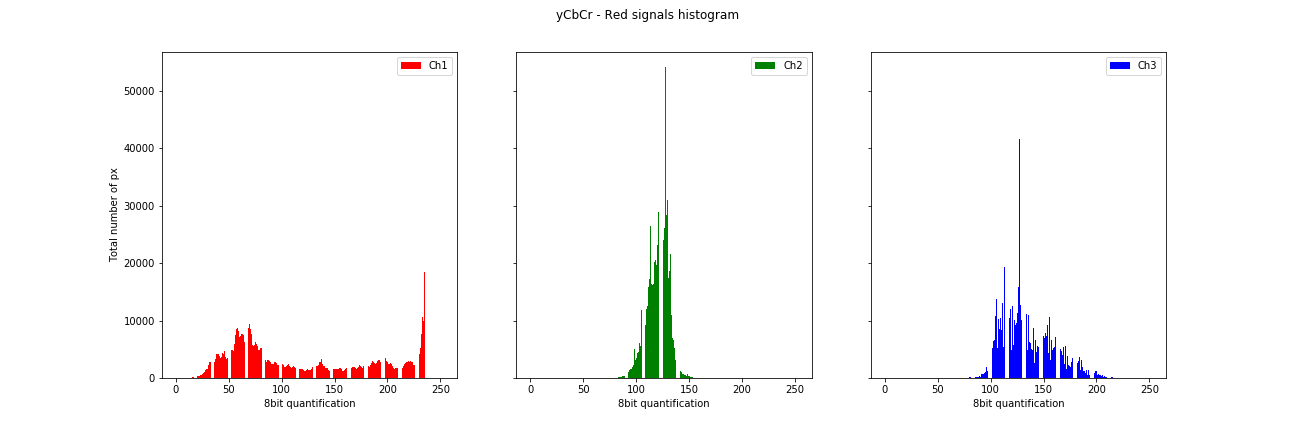 yCbCr - Red signals histogram
Ch1
Ch2
Ch3
Total number of px
50000
40000
30000
20000
10000
0
0 50 100 150 200 250
0 50 100 150 200 250
0 50 100 150 200 250
8bit quantification
8bit quantification
8bit quantification